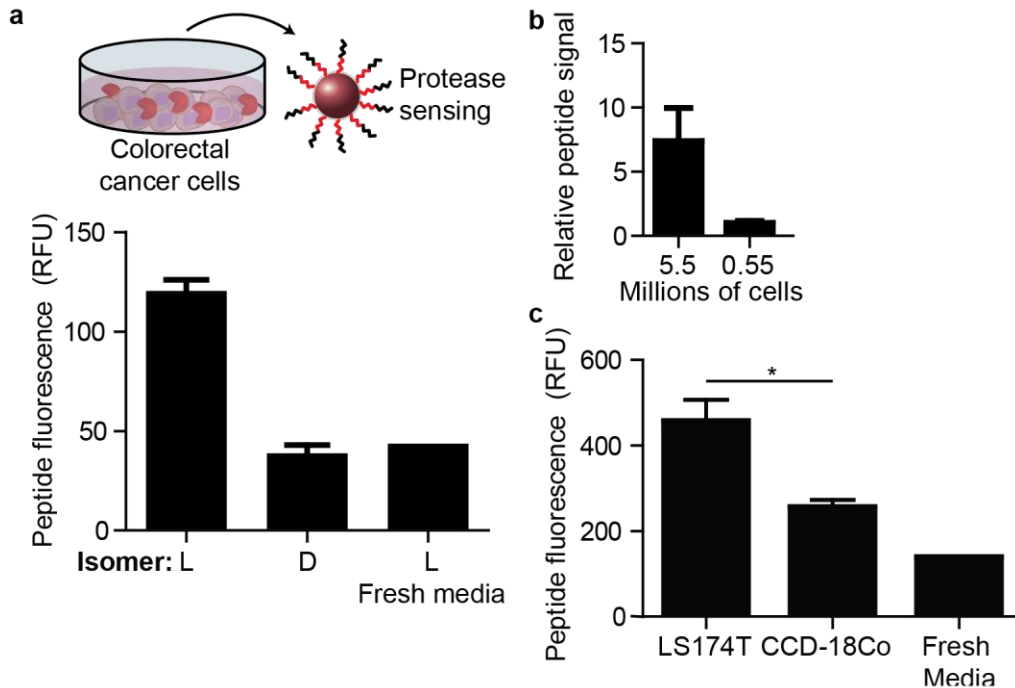 a
Protease
sensing
Colorectal
cancer cells
Peptide fluorescence (RFU)
150
100
50
0
Isomer: L D L
Fresh media
b
Relative peptide signal
15
10
5
0
5.5 0.55
Millions of cells
c
Peptide fluorescence (RFU)
600
400
200
0
*
LS174T CCD-18Co Fresh
Media